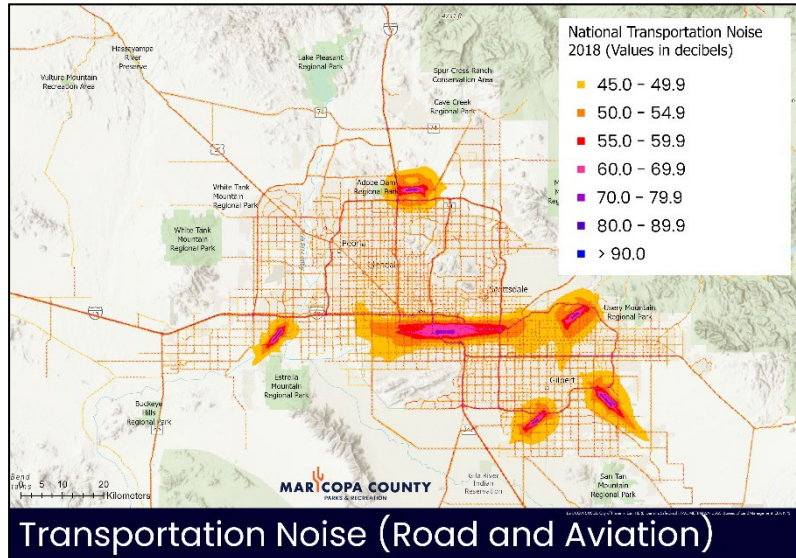 National Transportation Noise
2018 (Values in decibels)
45.0 - 49.9
50.0 - 54.9
55.0 - 59.9
60.0 - 69.9
70.0 - 79.9
80.0 - 89.9
> 90.0
Hassayampa
River
Preserve
Vulture Mountain
Recreation Area
Lake Pleasant
Regional Park
Spur Cross Ranch
Conservation Area
Cave Creek
Regional Park
74
White Tank
Mountain
Regional Park
Adobe Dam
Regional Park
White Tank
Mountain
Regional Park
Peoria
Glendale
Scottsdale
Usery Mountain
Regional Park
Estrella
Mountain
Regional Park
Gilbert
Buckeye
Hills
Regional Park
Gila River
Indian
Reservation
San Tan
Mountain
Regional Park
Bend
0 5 10 20
Kilometers
MARICOPA COUNTY
PARKS & RECREATION
Transportation Noise (Road and Aviation)